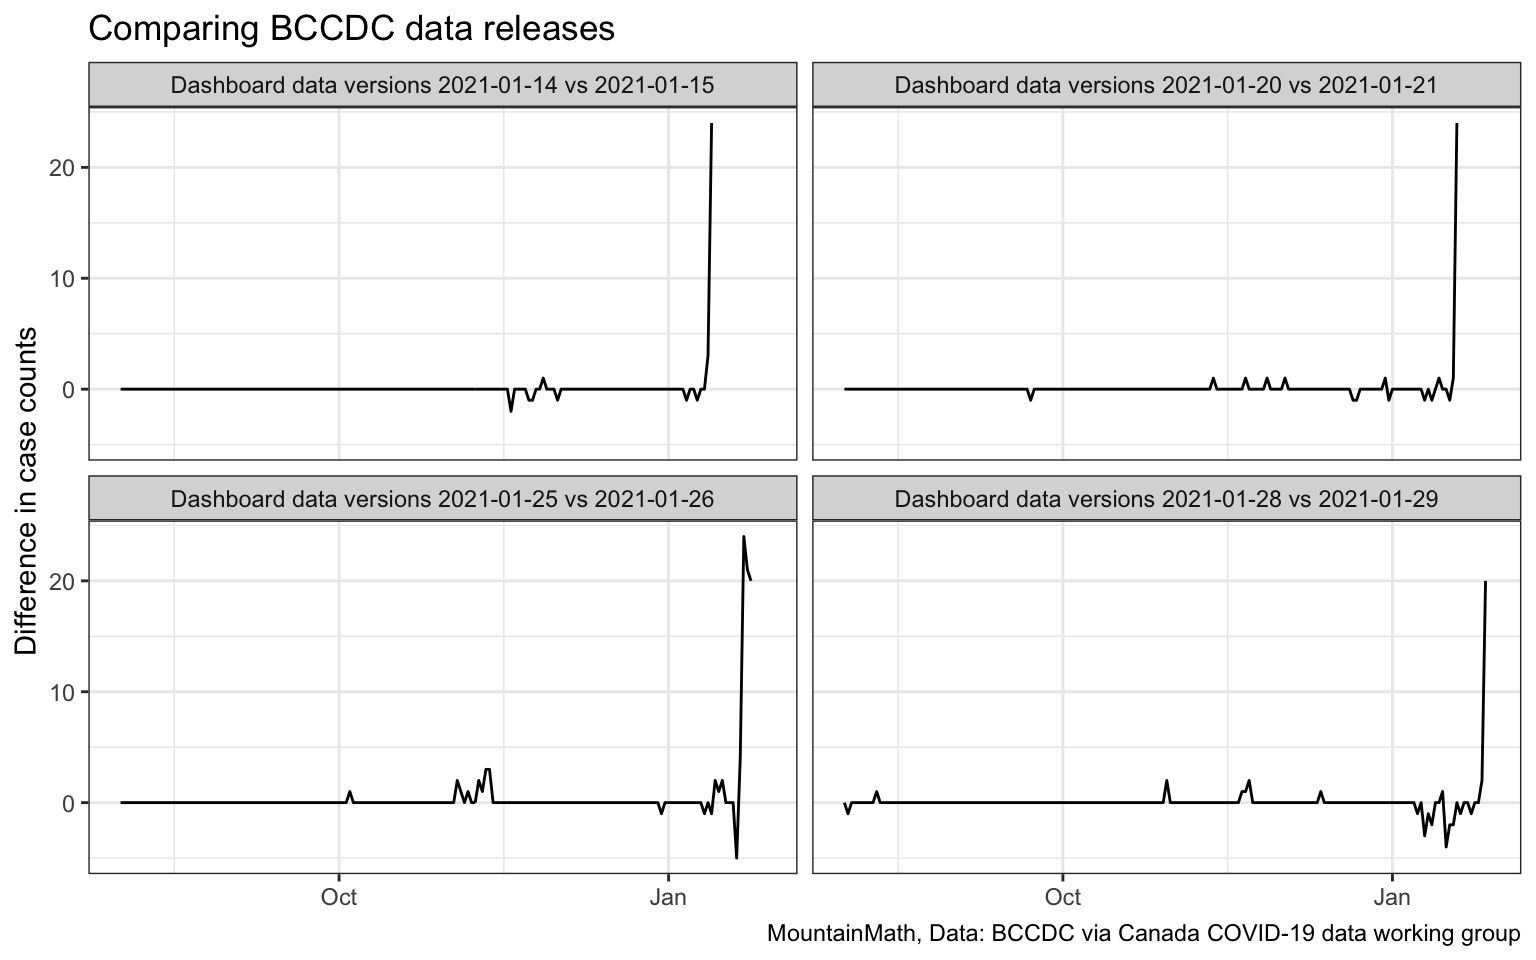 Comparing BCCDC data releases
Dashboard data versions 2021-01-14 vs 2021-01-15
Dashboard data versions 2021-01-20 vs 2021-01-21
20
10
0
Dashboard data versions 2021-01-25 vs 2021-01-26
Dashboard data versions 2021-01-28 vs 2021-01-29
20
10
0
Difference in case counts
Oct
Jan
Oct
Jan
MountainMath, Data: BCCDC via Canada COVID-19 data working group